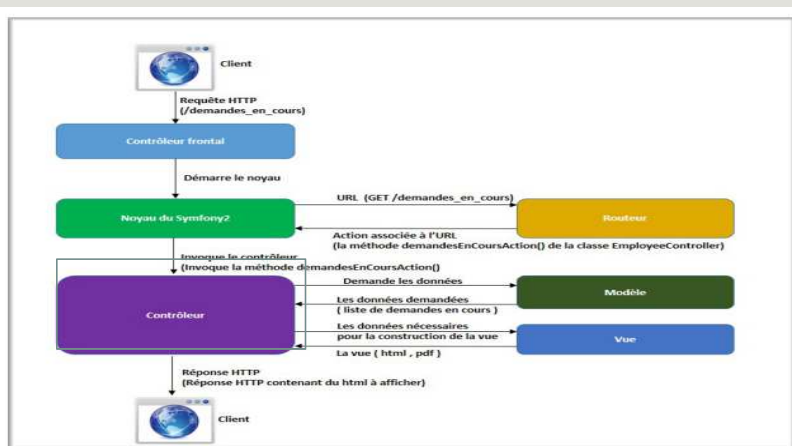 Client
Requête HTTP
(/demandes_en_cours)
Contrôleur frontal
Démarre le noyau
URL (GET /demandes_en_cours)
Noyau du Symfony2
Routeur
Action associée à l'URL
(la méthode demandesEnCoursAction() de la classe EmployeeController)
Invoque le contrôleur
(Invoque la méthode demandesEnCoursAction()
Demande les données
Contrôleur
Modèle
Les données demandées
( liste de demandes en cours )
Les données nécessaires
pour la construction de la vue
Vue
La vue ( html , pdf )
Réponse HTTP
(Réponse HTTP contenant du html à afficher)
Client